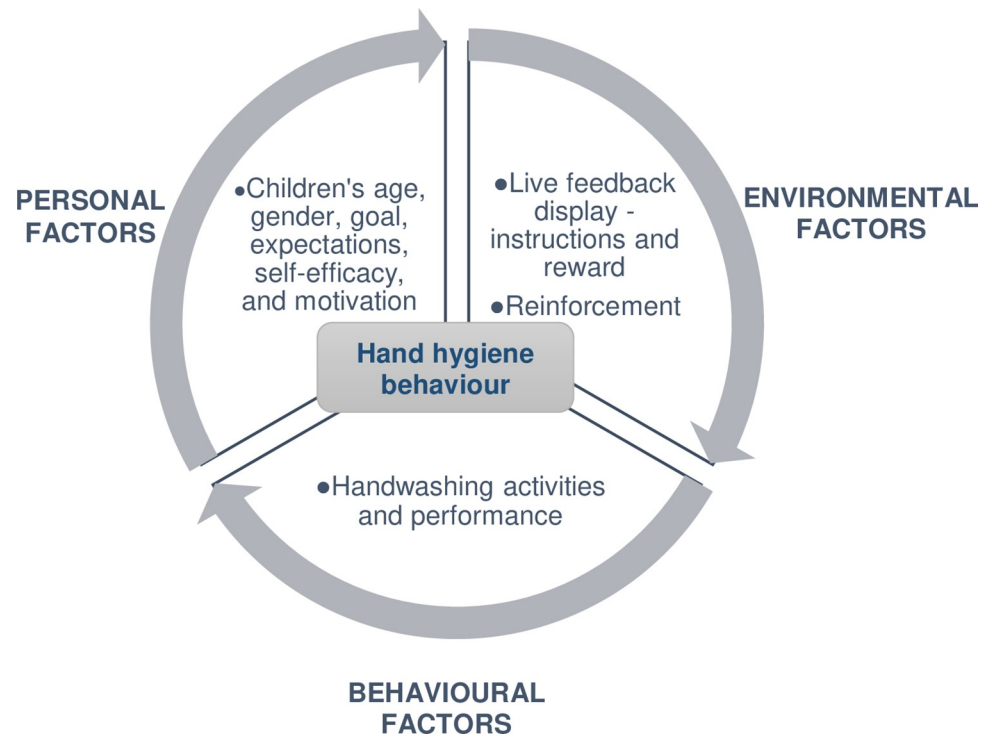 PERSONAL
FACTORS
●Children's age,
gender, goal,
expectations,
self-efficacy,
and motivation
●Live feedback
display -
instructions and
reward
●Reinforcement
ENVIRONMENTAL
FACTORS
Hand hygiene
behaviour
●Handwashing activities
and performance
BEHAVIOURAL
FACTORS